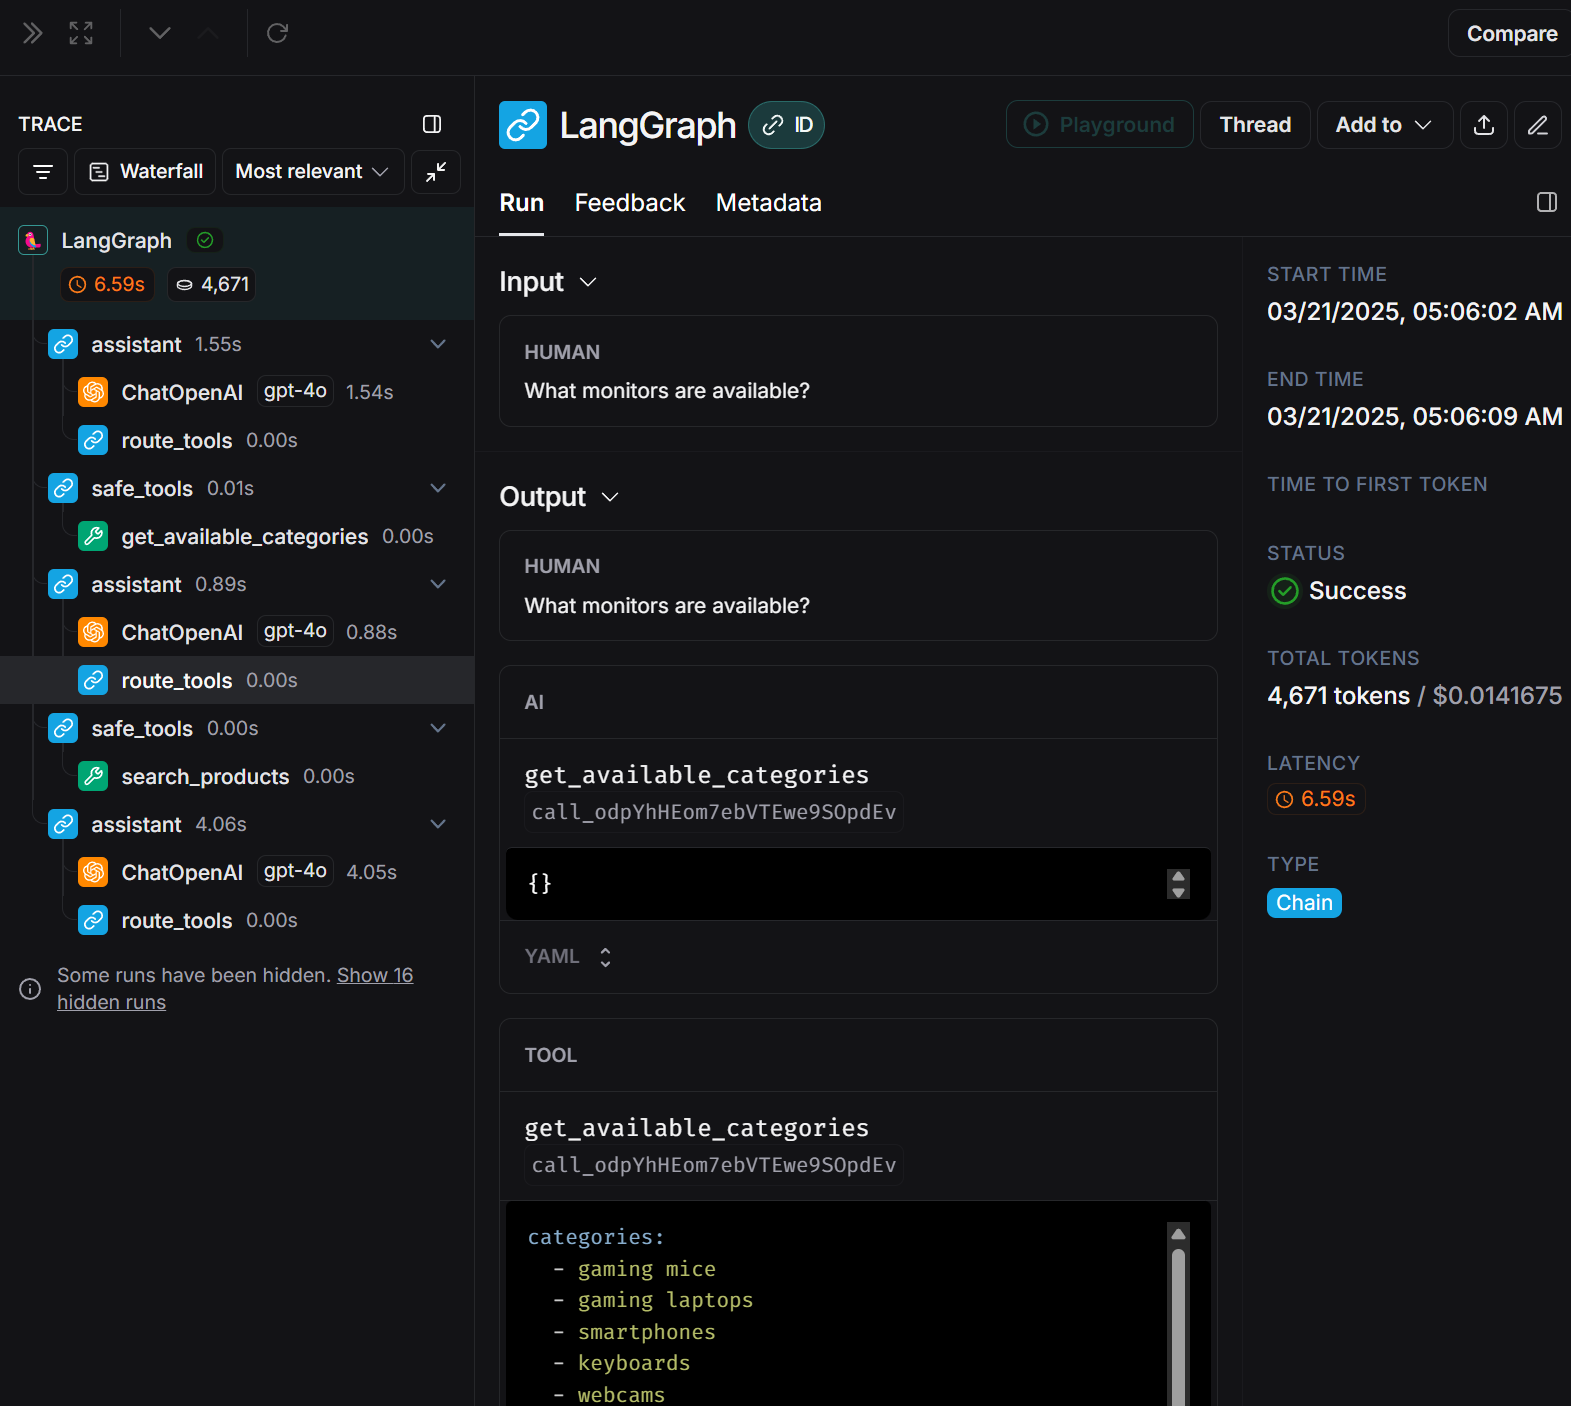 Compare
TRACE
Waterfall
Most relevant
LangGraph
6.59s
4,671
assistant 1.55s
ChatOpenAI gpt-4o 1.54s
route_tools 0.00s
safe_tools 0.01s
get_available_categories 0.00s
assistant 0.89s
ChatOpenAI gpt-4o 0.88s
route_tools 0.00s
safe_tools 0.00s
search_products 0.00s
assistant 4.06s
ChatOpenAI gpt-4o 4.05s
route_tools 0.00s
Some runs have been hidden. Show 16
hidden runs
LangGraph ID
Playground
Thread
Add to
Run Feedback Metadata
Input
HUMAN
What monitors are available?
Output
HUMAN
What monitors are available?
AI
get_available_categories
call_odpYhHEom7ebVTEwe9SOpdEv
{}
YAML
TOOL
get_available_categories
call_odpYhHEom7ebVTEwe9SOpdEv
categories:
- gaming mice
- gaming laptops
- smartphones
- keyboards
- webcams
START TIME
03/21/2025, 05:06:02 AM
END TIME
03/21/2025, 05:06:09 AM
TIME TO FIRST TOKEN
STATUS
Success
TOTAL TOKENS
4,671 tokens / $0.0141675
LATENCY
6.59s
TYPE
Chain